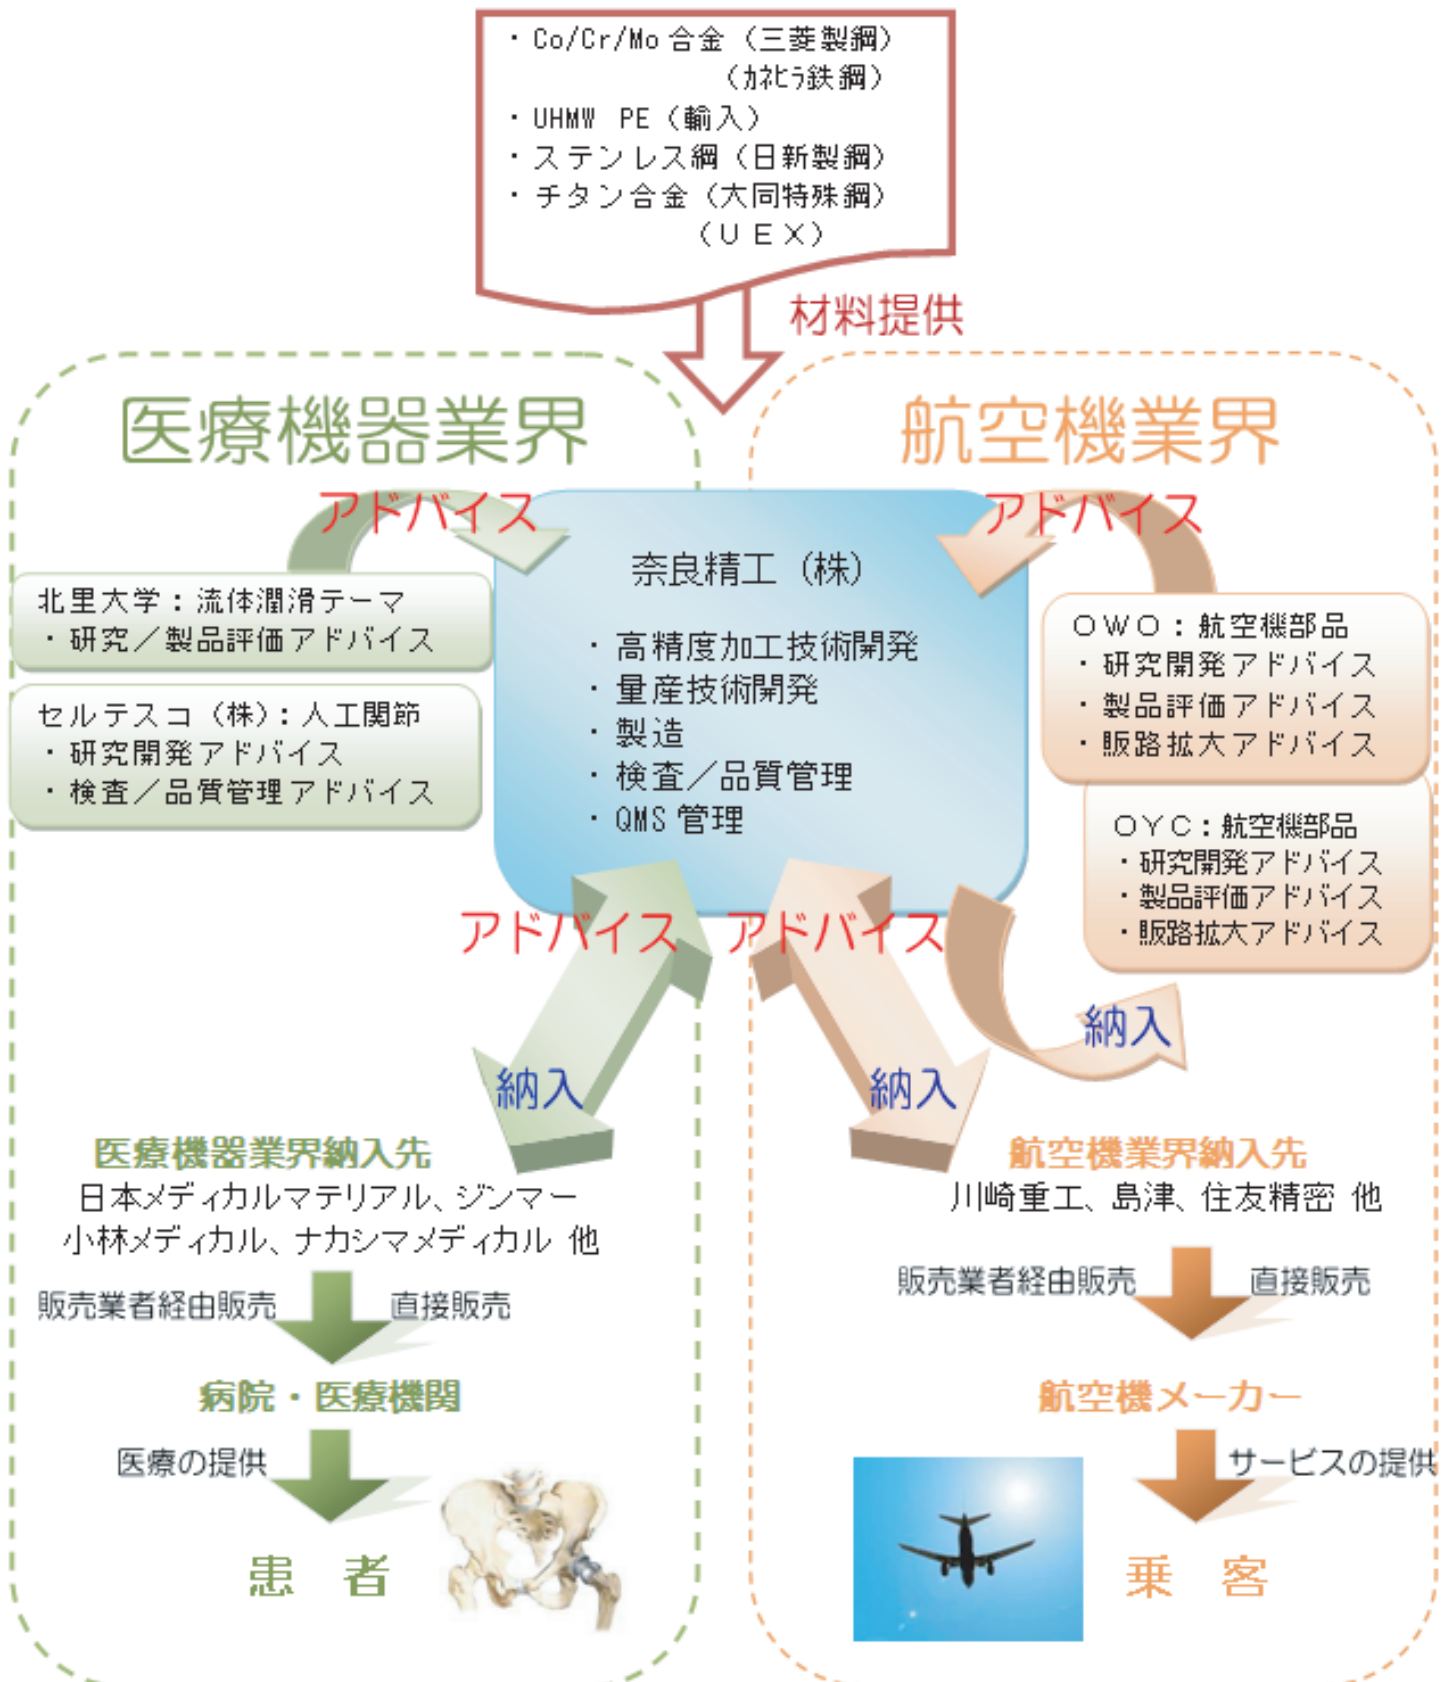 ・Co/Cr/Mo 合金（三菱製鋼）
（ｶﾈﾋﾗ鉄鋼）
・UHMW PE（輸入）
・ステンレス綱（日新製鋼）
・チタン合金（大同特殊鋼）
（ＵＥＸ）
材料提供
医療機器業界
航空機業界
アドバイス
アドバイス
奈良精工（株）
・高精度加工技術開発
・量産技術開発
・製造
・検査／品質管理
・QMS 管理
北里大学：流体潤滑テーマ
・研究／製品評価アドバイス
セルテスコ（株）：人工関節
・研究開発アドバイス
・検査／品質管理アドバイス
ＯＷＯ：航空機部品
・研究開発アドバイス
・製品評価アドバイス
・販路拡大アドバイス
ＯＹＣ：航空機部品
・研究開発アドバイス
・製品評価アドバイス
・販路拡大アドバイス
アドバイス
アドバイス
納入
納入
納入
医療機器業界納入先
日本メディカルマテリアル、ジンマー
小林メディカル、ナカシマメディカル 他
販売業者経由販売
直接販売
病院・医療機関
医療の提供
患 者
航空機業界納入先
川崎重工、島津、住友精密 他
販売業者経由販売
直接販売
航空機メーカー
サービスの提供
乗 客